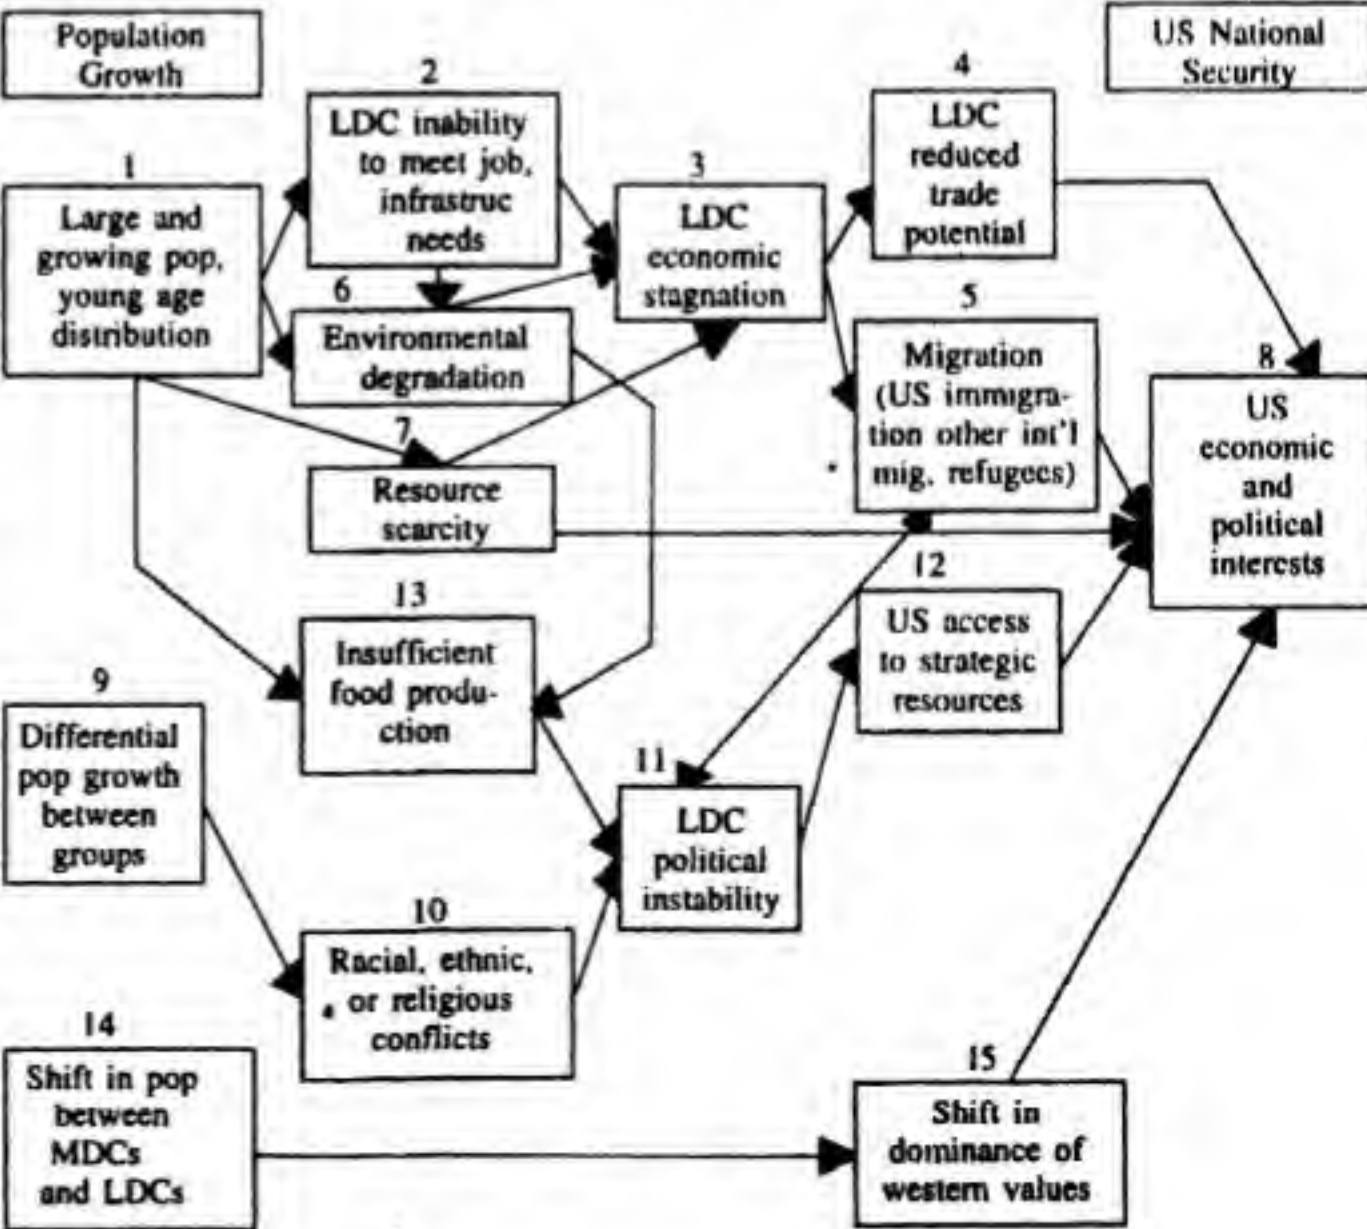 Population
Growth
US National
Security
1
Large and
growing pop,
young age
distribution
2
LDC inability
to meet job,
infrastruc
needs
3
LDC
economic
stagnation
4
LDC
reduced
trade
potential
5
Migration
(US immigra-
tion other int'l
mig, refugees)
6
Environmental
degradation
7
Resource
scarcity
8
US
economic
and
political
interests
9
Differential
pop growth
between
groups
10
Racial, ethnic,
or religious
conflicts
11
LDC
political
instability
12
US access
to strategic
resources
13
Insufficient
food produ-
ction
14
Shift in pop
between
MDCs
and LDCs
15
Shift in
dominance of
western values